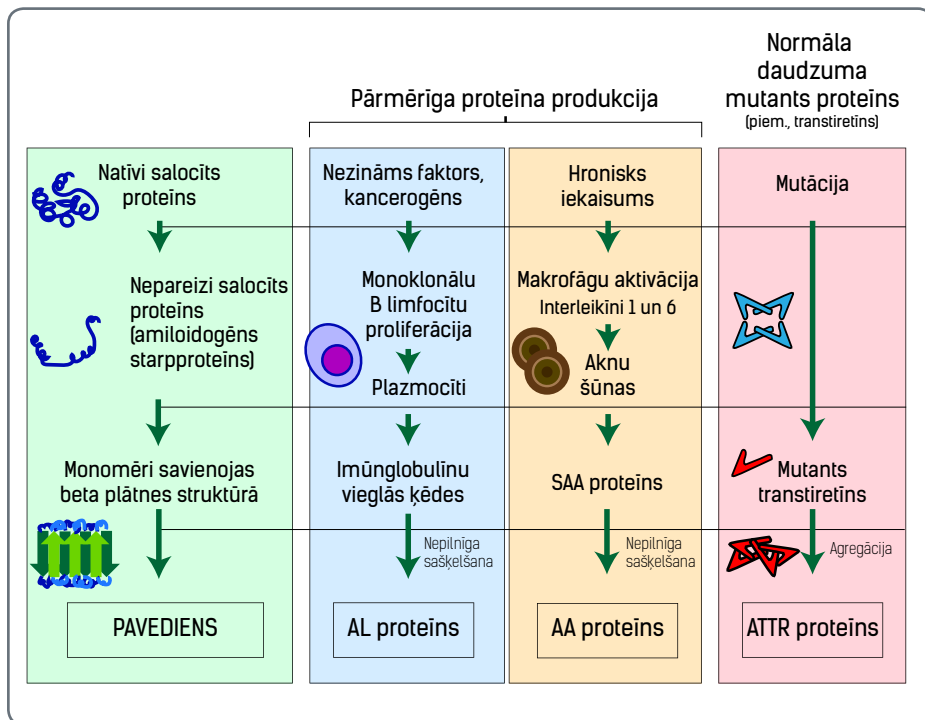 Normāla
daudzuma
mutants proteīns
(piem., transtiretīns)
Pārmērīga proteīna produkcija
Natīvi salocīts
proteīns
Nepareizi salocīts
proteīns
(amiloidogēns
starpproteīns)
Monomēri savienojas
beta plātnes struktūrā
PAVEDIENS
Nezināms faktors,
kancerogēns
Monoklonālu
B limfocītu
proliferācija
Plazmocīti
Imūnglobulīnu
vieglās ķēdes
Nepilnīga
sašķelšana
AL proteīns
Hronisks
iekaisums
Makrofāgu aktivācija
Interleikīni 1 un 6
Aknu
šūnas
SAA proteīns
Nepilnīga
sašķelšana
AA proteīns
Mutācija
Mutants
transtiretīns
Agregācija
ATTR proteīns